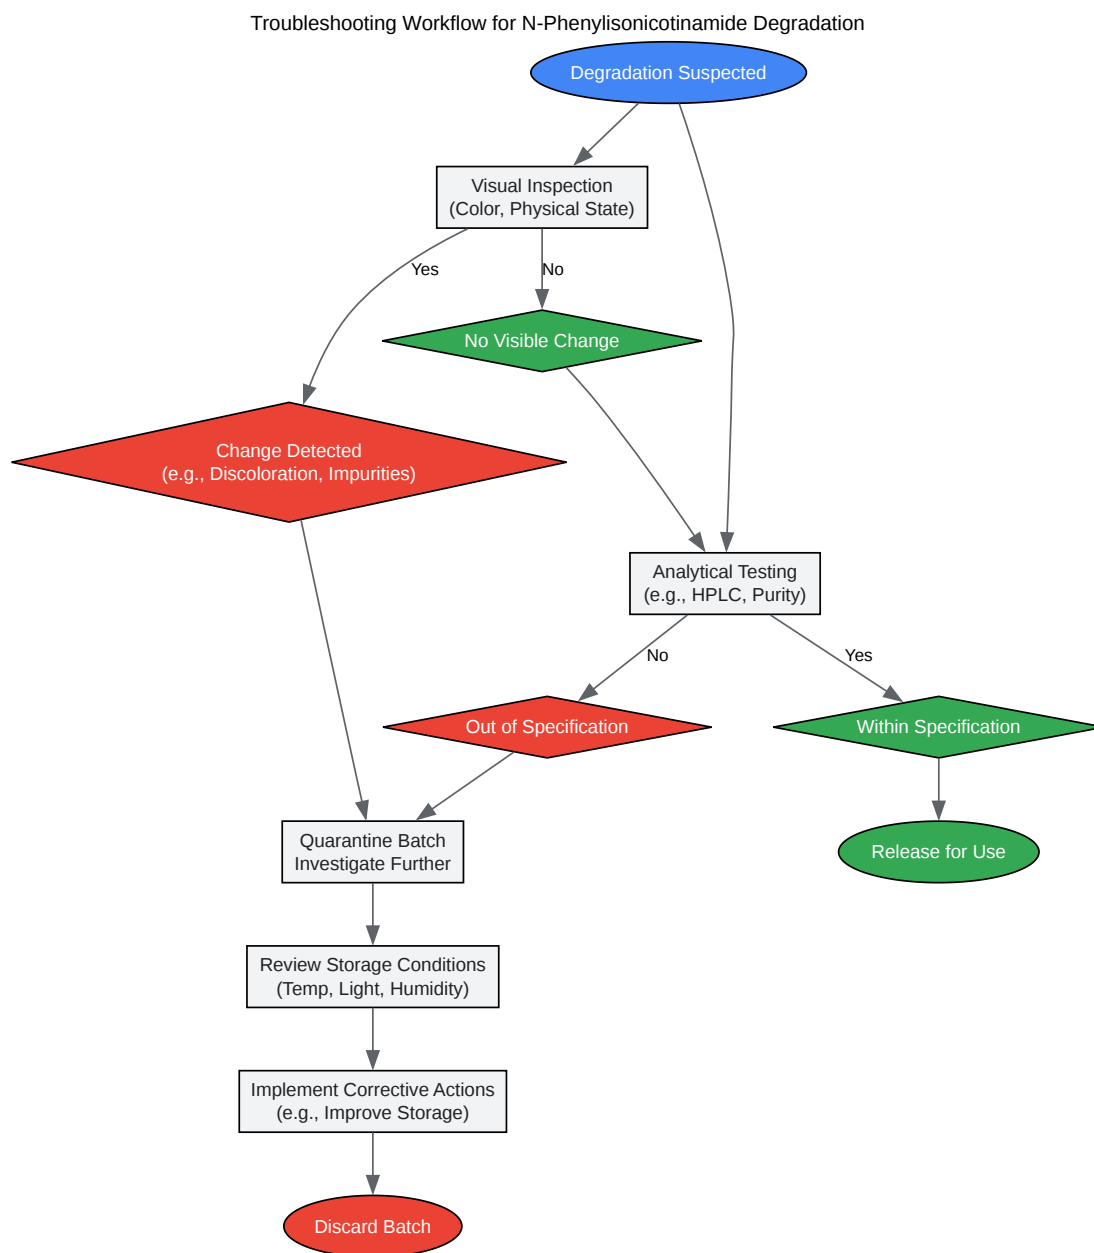 Troubleshooting Workflow for N-Phenylisonicotinamide Degradation
Degradation Suspected
Visual Inspection
(Color, Physical State)
Yes
No
No Visible Change
Change Detected
(e.g., Discoloration, Impurities)
Analytical Testing
(e.g., HPLC, Purity)
No
Yes
Out of Specification
Within Specification
Quarantine Batch
Investigate Further
Release for Use
Review Storage Conditions
(Temp, Light, Humidity)
Implement Corrective Actions
(e.g., Improve Storage)
Discard Batch